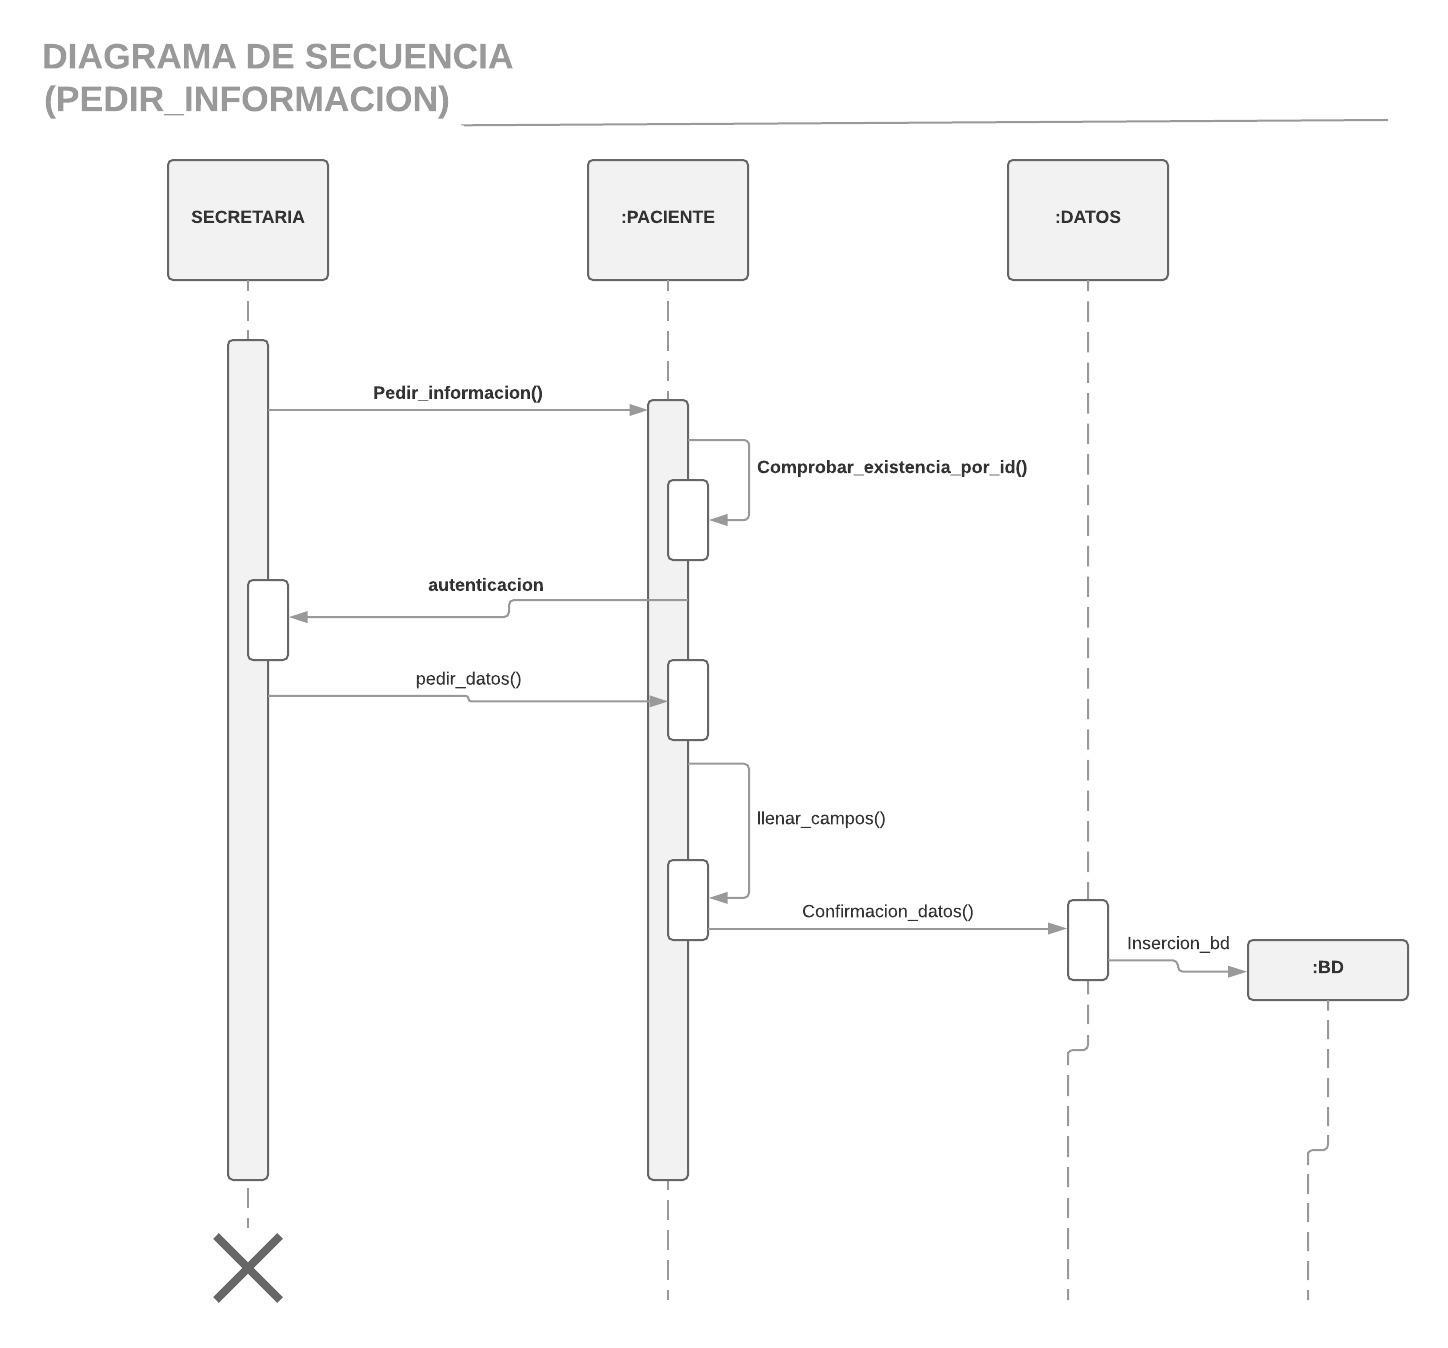 DIAGRAMA DE SECUENCIA
(PEDIR_INFORMACION)
SECRETARIA
:PACIENTE
:DATOS
Pedir_informacion()
Comprobar_existencia_por_id()
autenticacion
pedir_datos()
llenar_campos()
Confirmacion_datos()
Insercion_bd
:BD